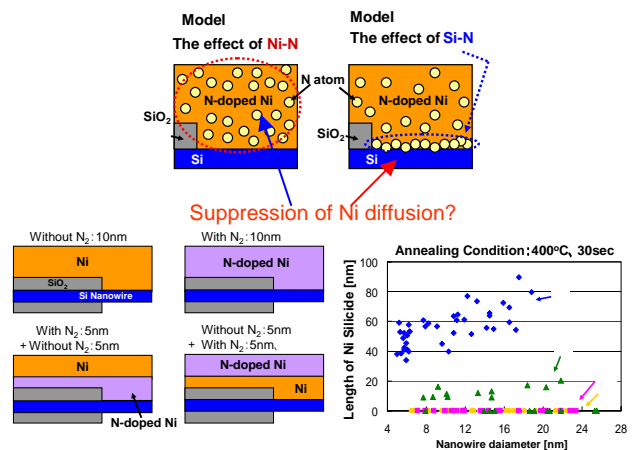 Model
The effect of Ni-N
Model
The effect of Si-N
N atom
N-doped Ni
N-doped Ni
SiO2
SiO2
Si
Si
Suppression of Ni diffusion?
Without N2：10nm
Ni
SiO2
Si Nanowire
With N2：10nm
N-doped Ni
With N2：5nm
+ Without N2：5nm
Ni
N-doped Ni
Without N2：5nm
+ With N2：5nm、
N-doped Ni
Ni
Annealing Condition：400°C、30sec
Length of Ni Silicide [nm]
100
80
60
40
20
0
4 8 12 16 20 24 28
Nanowire daiameter [nm]